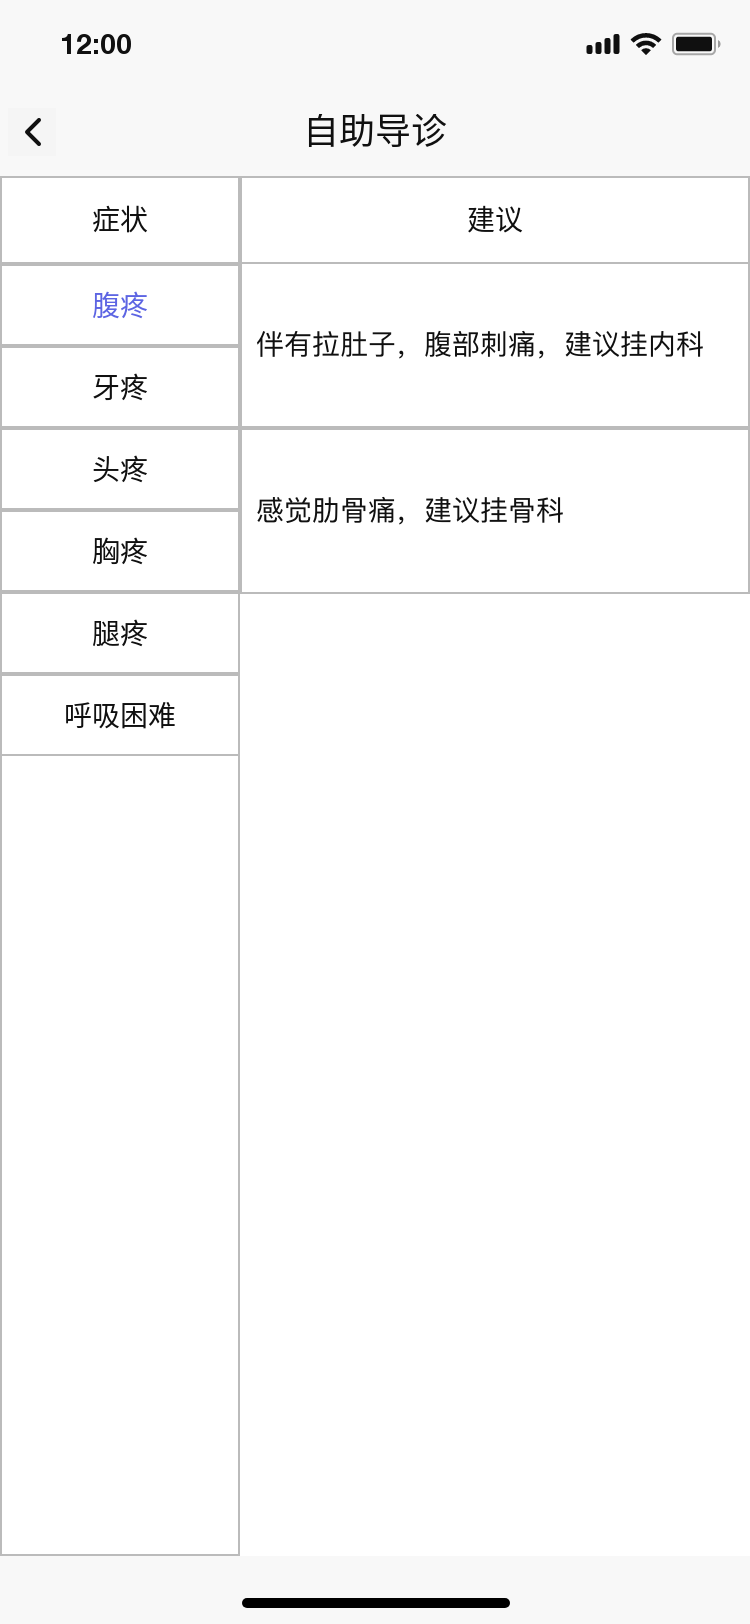 12:00
自助导诊
症状
建议
腹疼
牙疼
头疼
胸疼
腿疼
呼吸困难
伴有拉肚子，腹部刺痛，建议挂内科
感觉肋骨痛，建议挂骨科